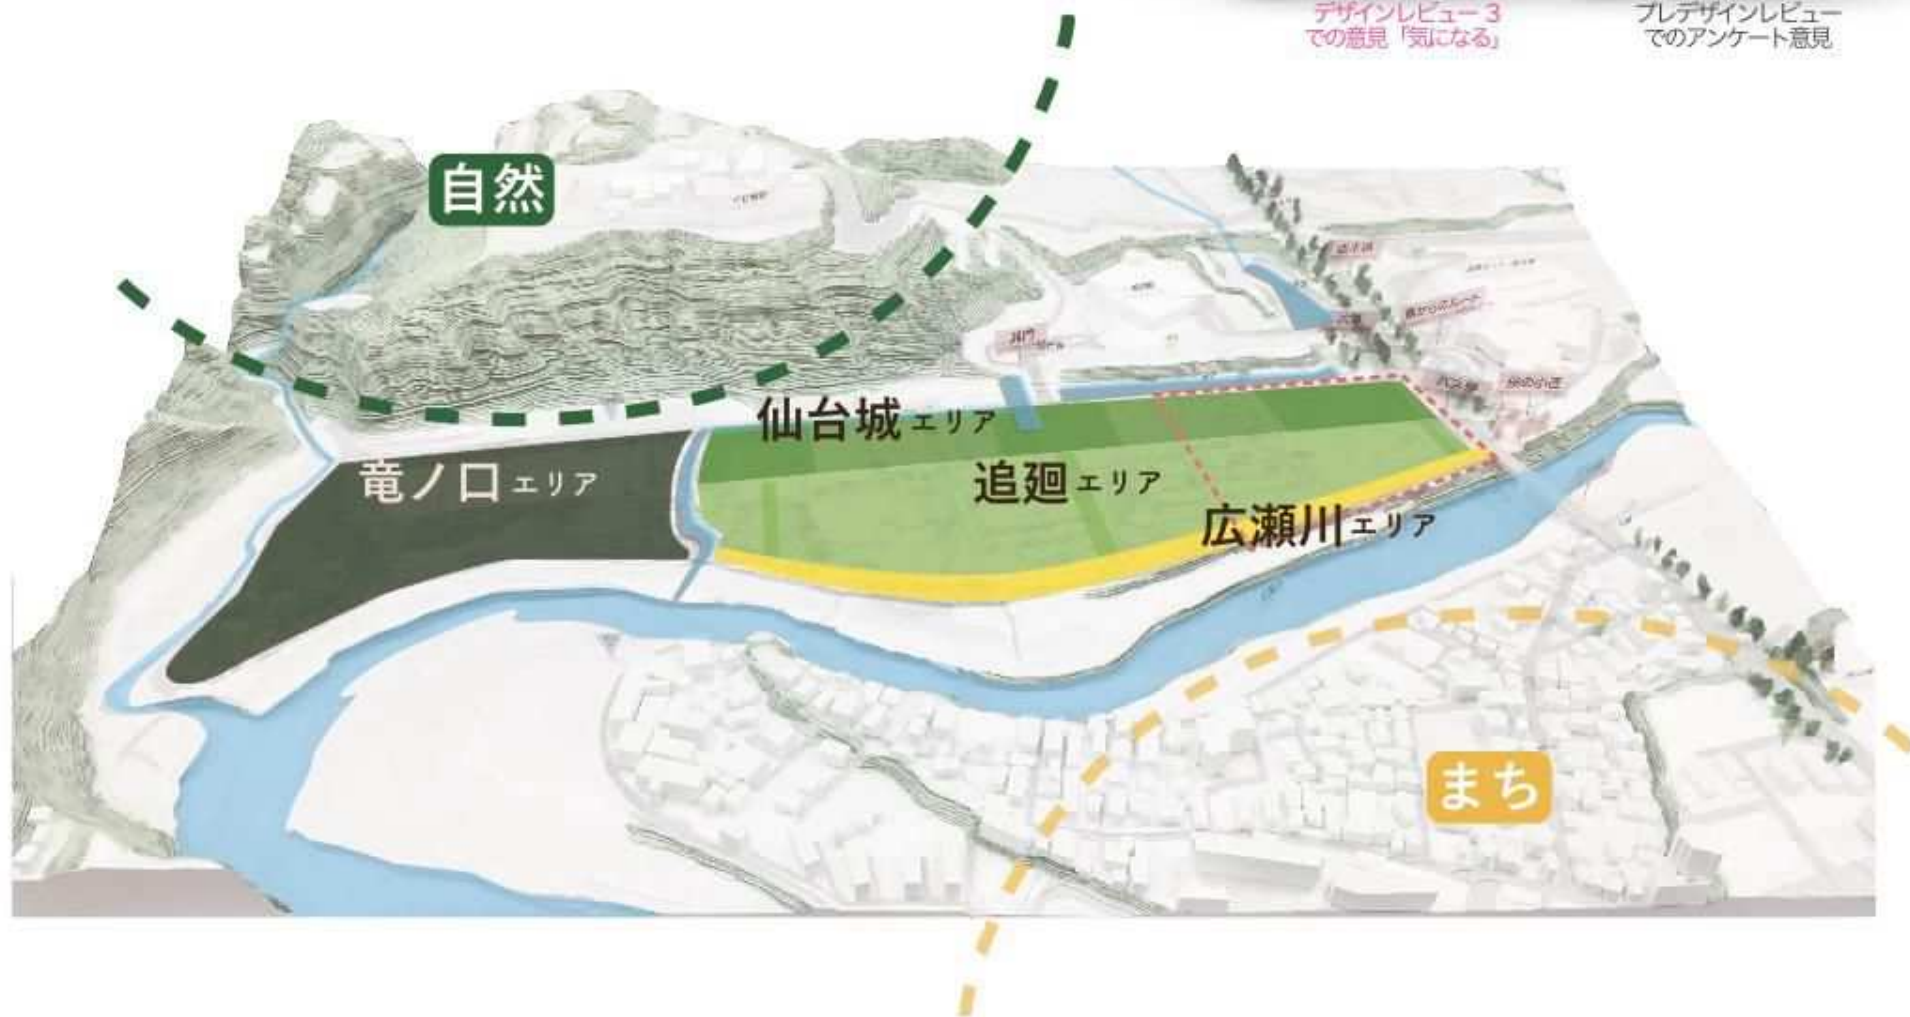 デザインレビュー3
での意見「気になる」
プレデザインレビュー
でのアンケート意見
自然
仙台城エリア
竜ノ口エリア
追廻エリア
広瀬川エリア
まち